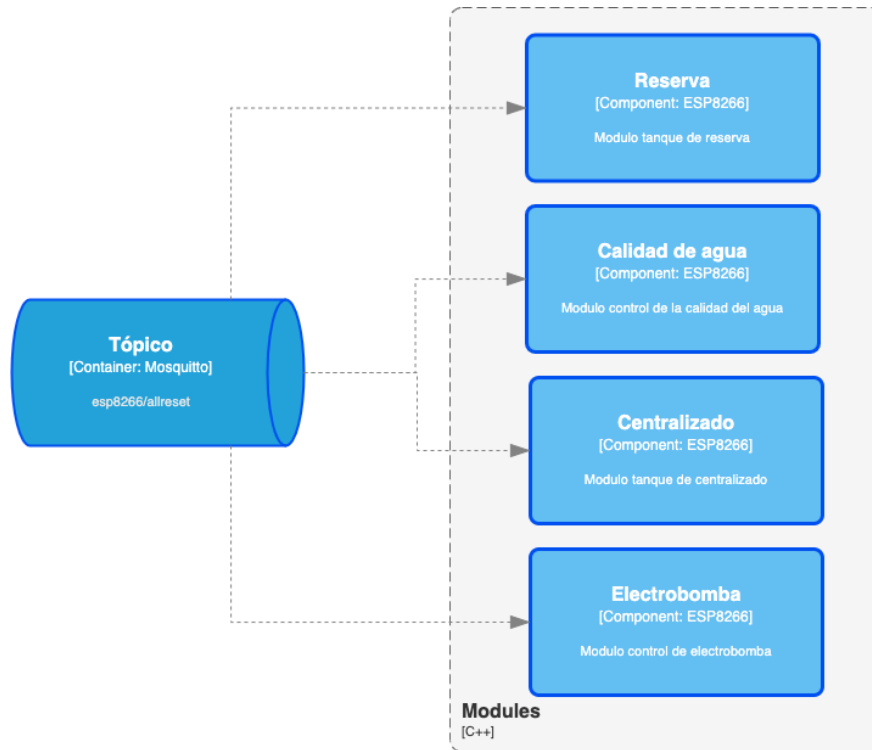 Tópico
[Container: Mosquitto]
esp8266/allreset
Reserva
[Component: ESP8266]
Modulo tanque de reserva
Calidad de agua
[Component: ESP8266]
Modulo control de la calidad del agua
Centralizado
[Component: ESP8266]
Modulo tanque de centralizado
Electrobomba
[Component: ESP8266]
Modulo control de electrobomba
Modules
[C++]